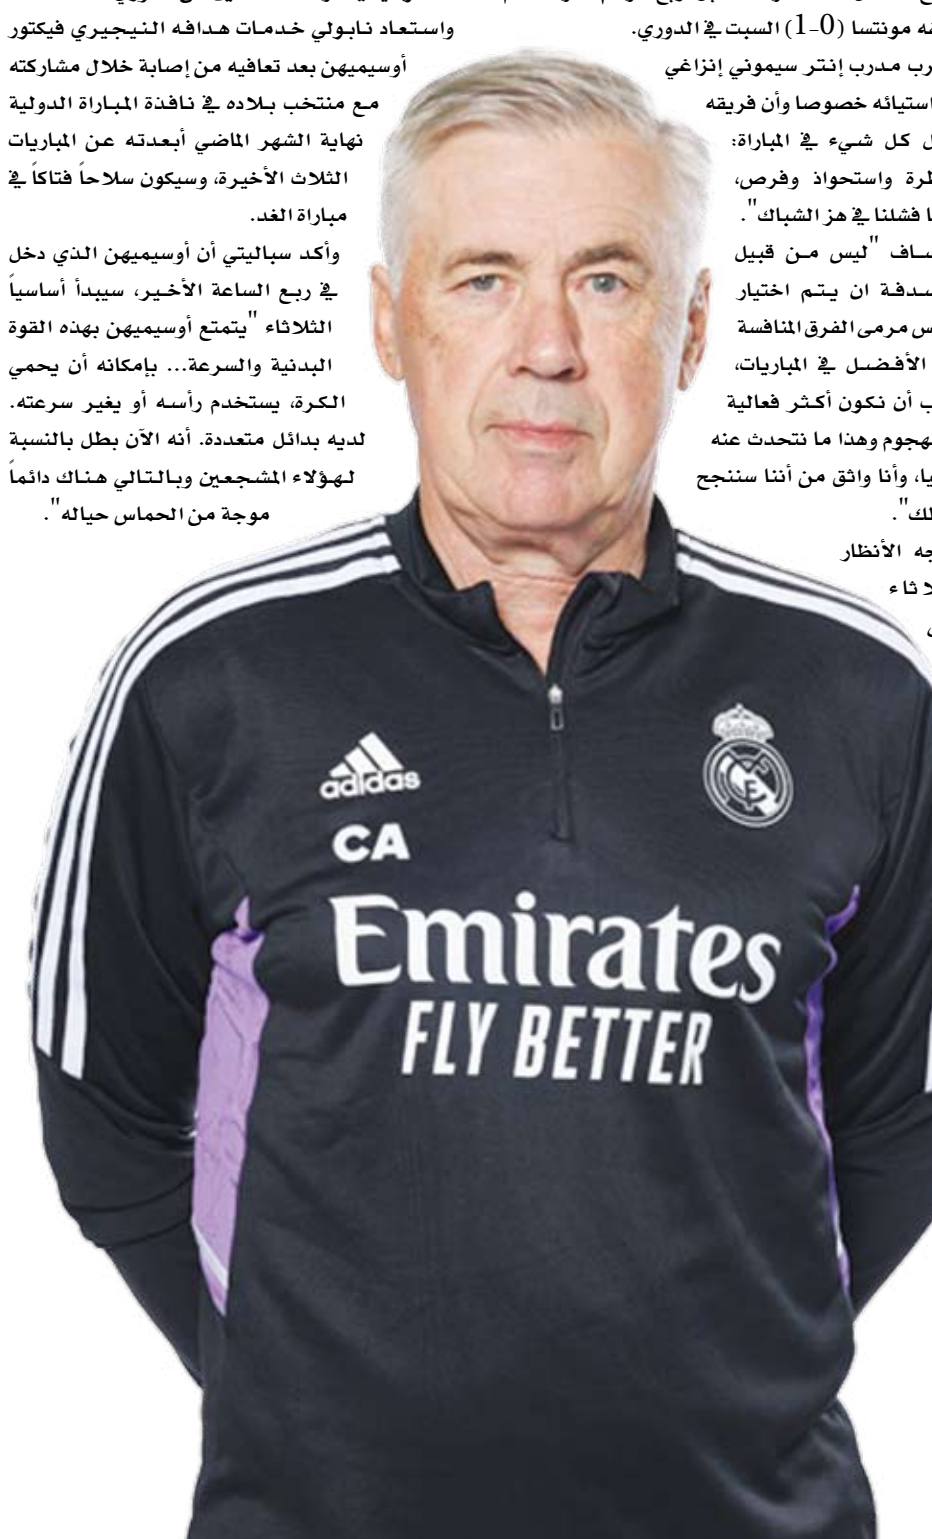 مونتسا (1-0) السبت في الدوري.
مدرب إنتر سيموني إنزاغي
استيائه خصوصا وأن فريقه
كل شيء في المباراة:
واستحواذ وفرص،
فشلنا في هز الشباك".
"ليس من قبيل
ان يتم اختيار
مرمى الفرق المنافسة
الأفضل في المباريات،
أن نكون أكثر فعالية
وهذا ما نتحدث عنه
وأنا واثق من أننا سننجح
الأنظار
واستعاد نابولي خدمات هدافه النيجيري فيكتور
أوسيميهن بعد تعافيه من إصابة خلال مشاركته
مع منتخب بلاده في نافذة المباراة الدولية
نهاية الشهر الماضي أبعدته عن المباريات
الثلاث الأخيرة، وسيكون سلاحاً فتاكاً في
مباراة الغد.
وأكد سباليتي أن أوسيميهن الذي دخل
في ربع الساعة الأخير، سيبدأ أساسياً
الثلاثاء "يتمتع أوسيميهن بهذه القوة
البدنية والسرعة... بإمكانه أن يحمي
الكرة، يستخدم رأسه أو يغير سرعته.
لديه بدائل متعددة. أنه الآن بطل بالنسبة
لهؤلاء المشجعين وبالتالي هناك دائماً
موجة من الحماس حياله".
adidas
CA
Emirates
FLY BETTER